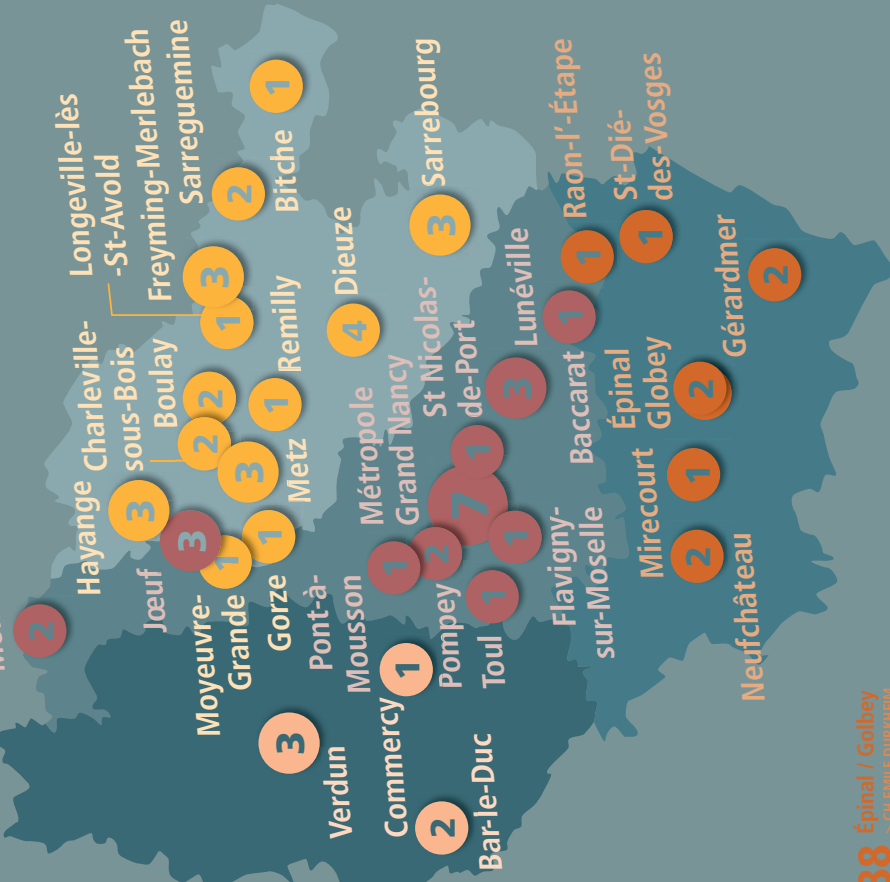 Longeville-lès
-St-Avold
Freyming-Merlebach
Sarreguemine
1
2
Bitche
3
1
Charleville-
sous-Bois
Boulay
2
2
1
Remilly
Hayange
3
3
Metz
4
Dieuze
3
Sarrebourg
2
Jœuf
3
1
Moyeuvre-
Grande
1
Gorze
Pont-à-
Mousson
1
2
Pompey
Métropole
Grand Nancy
7
St Nicolas-
de-Port
1
3
Lunéville
1
Baccarat
1
Toul
1
Flavigny-
sur-Moselle
3
Verdun
1
Commercy
2
Bar-le-Duc
Raon-l'-Étape
1
St-Dié-
des-Vosges
1
Gérardmer
2
Épinal
Globey
2
Mirecourt
1
2
Neufchâteau
88 Épinal / Golbey